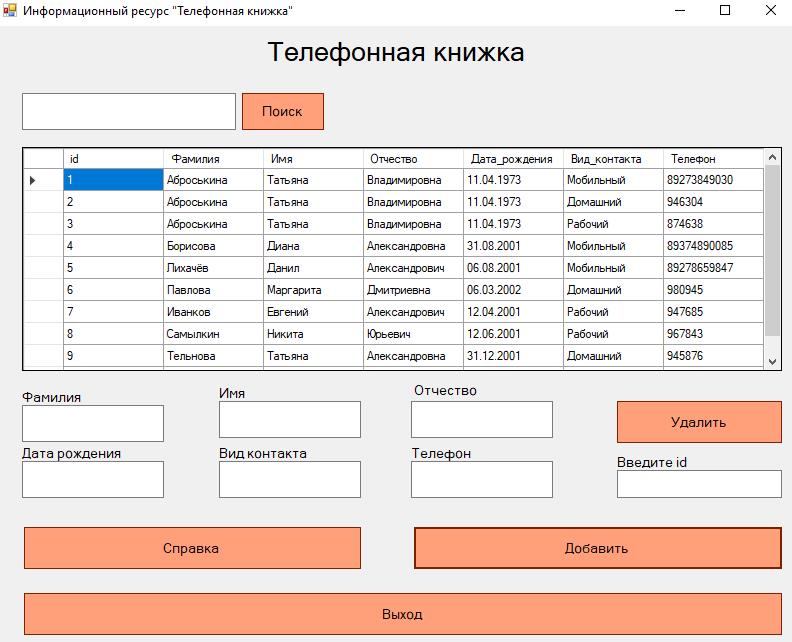 Информационный ресурс "Телефонная книжка"
Телефонная книжка
Поиск
id Фамилия Имя Отчество Дата_рождения Вид_контакта Телефон
1 Аброськина Татьяна Владимировна 11.04.1973 Мобильный 89273849030
2 Аброськина Татьяна Владимировна 11.04.1973 Домашний 946304
3 Аброськина Татьяна Владимировна 11.04.1973 Рабочий 874638
4 Борисова Диана Александровна 31.08.2001 Мобильный 89374890085
5 Лихачёв Данил Александрович 06.08.2001 Мобильный 89278659847
6 Павлова Маргарита Дмитриевна 06.03.2002 Домашний 980945
7 Иванков Евгений Александрович 12.04.2001 Рабочий 947685
8 Самылкин Никита Юрьевич 12.06.2001 Рабочий 967843
9 Тельнова Татьяна Александровна 31.12.2001 Домашний 945876
Фамилия Имя Отчество
Удалить
Дата рождения Вид контакта Телефон
Введите id
Справка Добавить
Выход